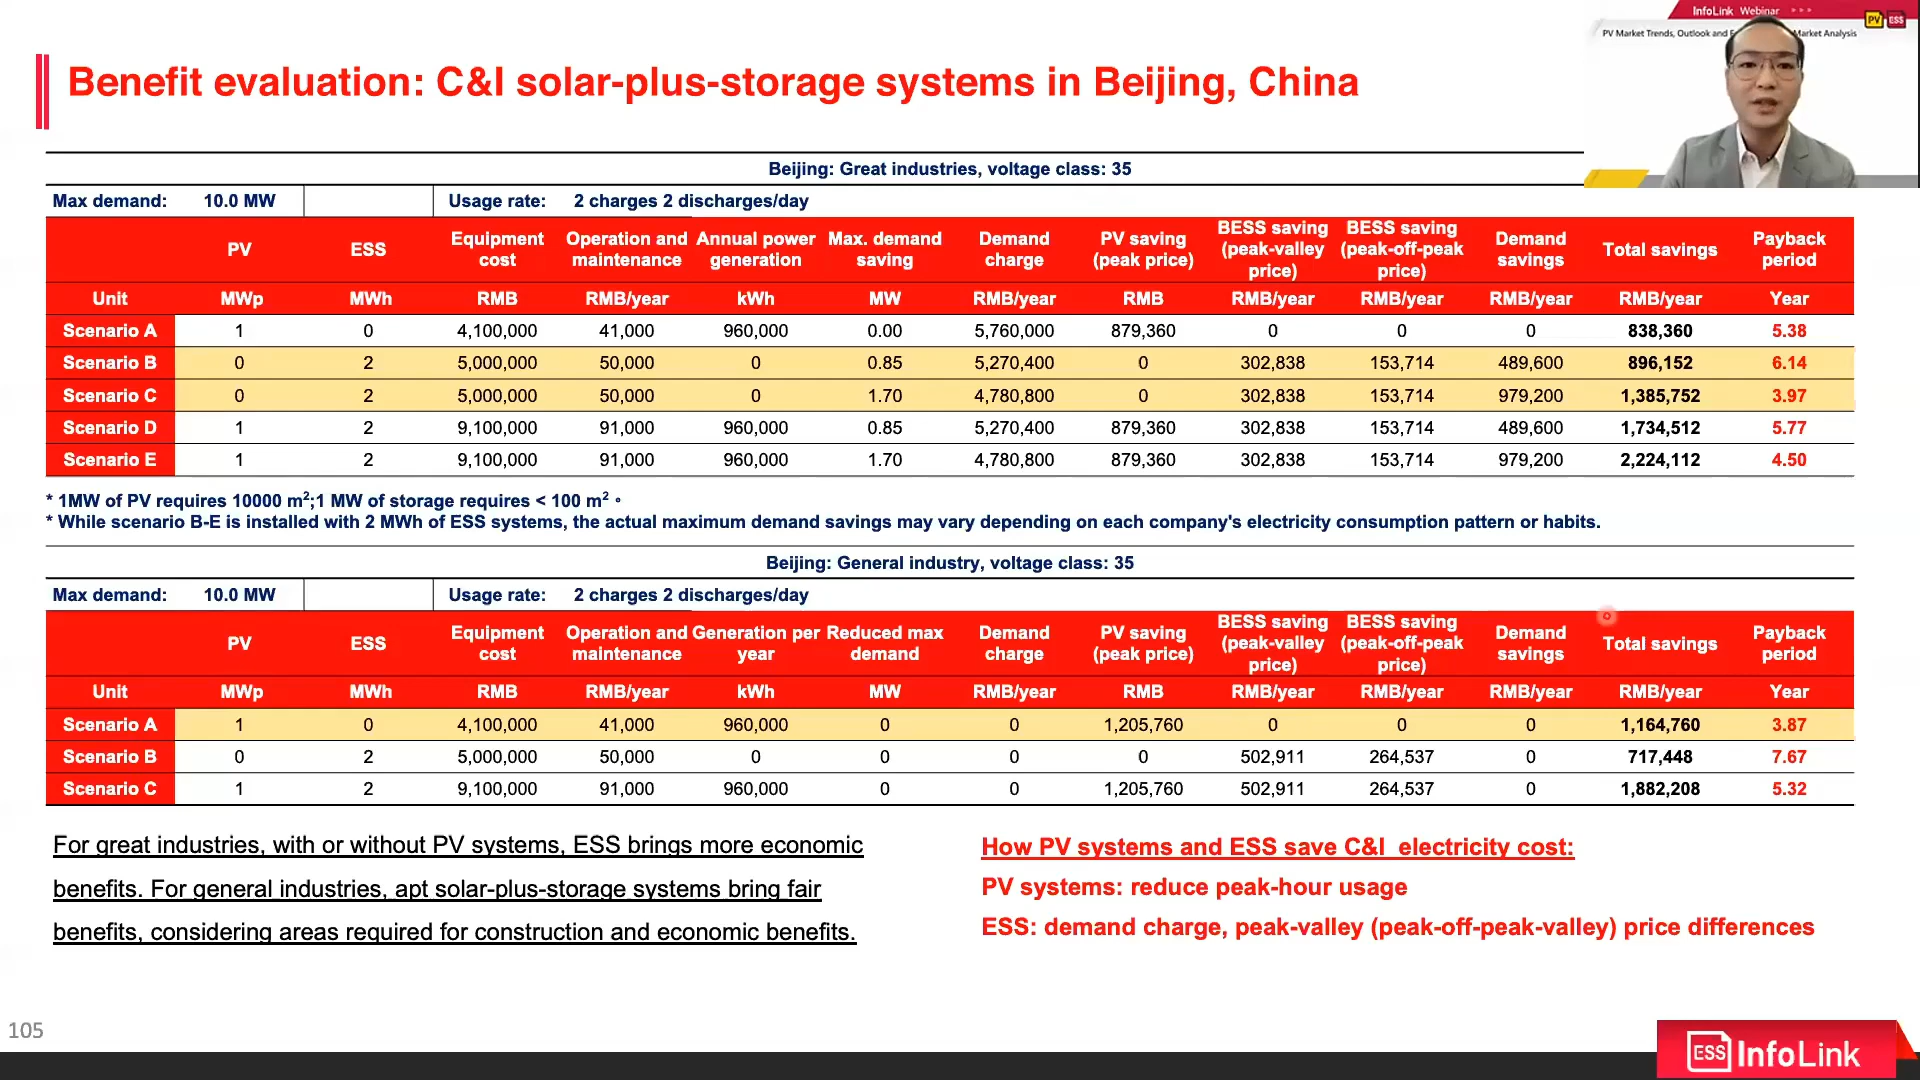 InfoLink Webinar > > >
PV ESS
PV Market Trends, Outlook and E Market Analysis
Benefit evaluation: C&I solar-plus-storage systems in Beijing, China
Beijing: Great industries, voltage class: 35
Max demand: 10.0 MW Usage rate: 2 charges 2 discharges/day
PV ESS Equipment cost Operation and maintenance Annual power generation Max. demand saving Demand charge PV saving (peak price) BESS saving (peak-valley price) BESS saving (peak-off-peak price) Demand savings Total savings Payback period
Unit MWp MWh RMB RMB/year kWh MW RMB/year RMB RMB/year RMB/year RMB/year RMB/year Year
Scenario A 1 0 4,100,000 41,000 960,000 0.00 5,760,000 879,360 0 0 0 838,360 5.38
Scenario B 0 2 5,000,000 50,000 0 0.85 5,270,400 0 302,838 153,714 489,600 896,152 6.14
Scenario C 0 2 5,000,000 50,000 0 1.70 4,780,800 0 302,838 153,714 979,200 1,385,752 3.97
Scenario D 1 2 9,100,000 91,000 960,000 0.85 5,270,400 879,360 302,838 153,714 489,600 1,734,512 5.77
Scenario E 1 2 9,100,000 91,000 960,000 1.70 4,780,800 879,360 302,838 153,714 979,200 2,224,112 4.50
* 1MW of PV requires 10000 m²;1 MW of storage requires < 100 m²。
* While scenario B-E is installed with 2 MWh of ESS systems, the actual maximum demand savings may vary depending on each company's electricity consumption pattern or habits.
Beijing: General industry, voltage class: 35
Max demand: 10.0 MW Usage rate: 2 charges 2 discharges/day
PV ESS Equipment cost Operation and maintenance Generation per year Reduced max demand Demand charge PV saving (peak price) BESS saving (peak-valley price) BESS saving (peak-off-peak price) Demand savings Total savings Payback period
Unit MWp MWh RMB RMB/year kWh MW RMB/year RMB RMB/year RMB/year RMB/year RMB/year Year
Scenario A 1 0 4,100,000 41,000 960,000 0 0 1,205,760 0 0 0 1,164,760 3.87
Scenario B 0 2 5,000,000 50,000 0 0 0 0 502,911 264,537 0 717,448 7.67
Scenario C 1 2 9,100,000 91,000 960,000 0 0 1,205,760 502,911 264,537 0 1,882,208 5.32
For great industries, with or without PV systems, ESS brings more economic
benefits. For general industries, apt solar-plus-storage systems bring fair
benefits, considering areas required for construction and economic benefits.
How PV systems and ESS save C&I electricity cost:
PV systems: reduce peak-hour usage
ESS: demand charge, peak-valley (peak-off-peak-valley) price differences
105
ESS InfoLink